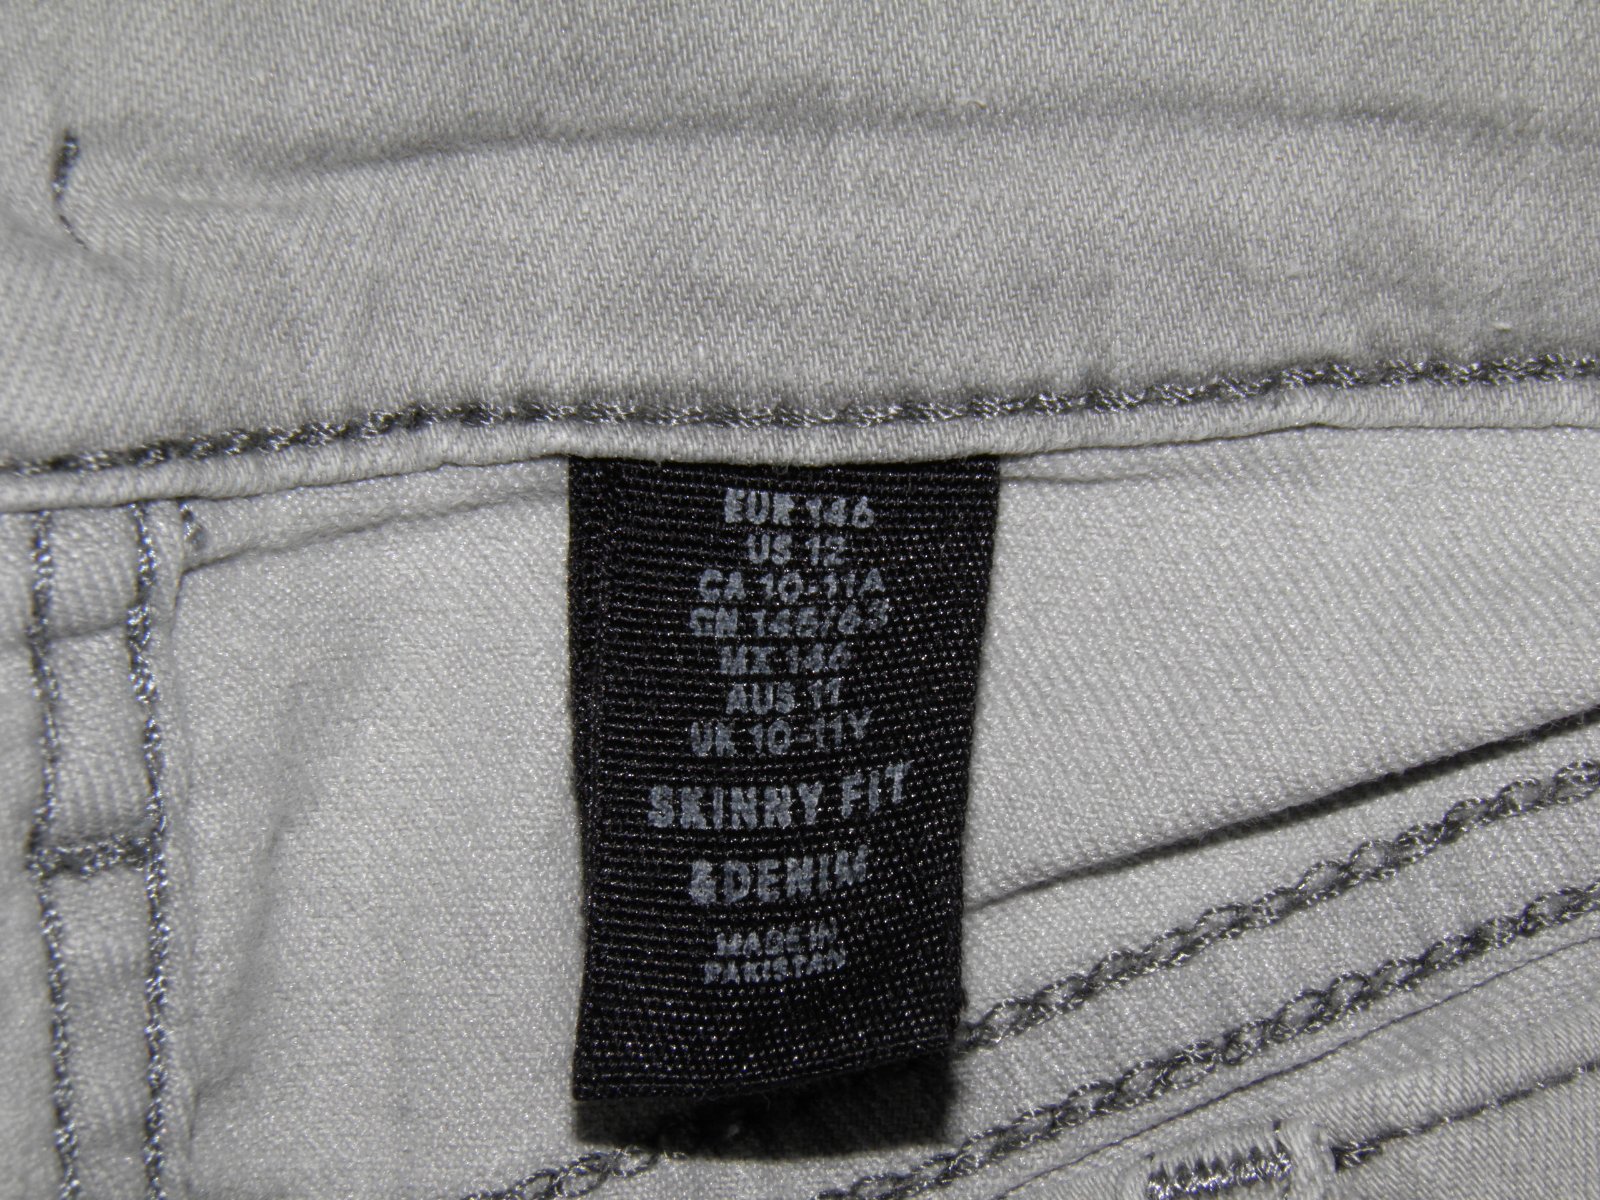 EUR 146
US 12
CA 10-11A
CN 145/63
MX 146
AUS 11
UK 10-11Y
SKINNY FIT
&DENIM
MADE IN
PAKISTAN